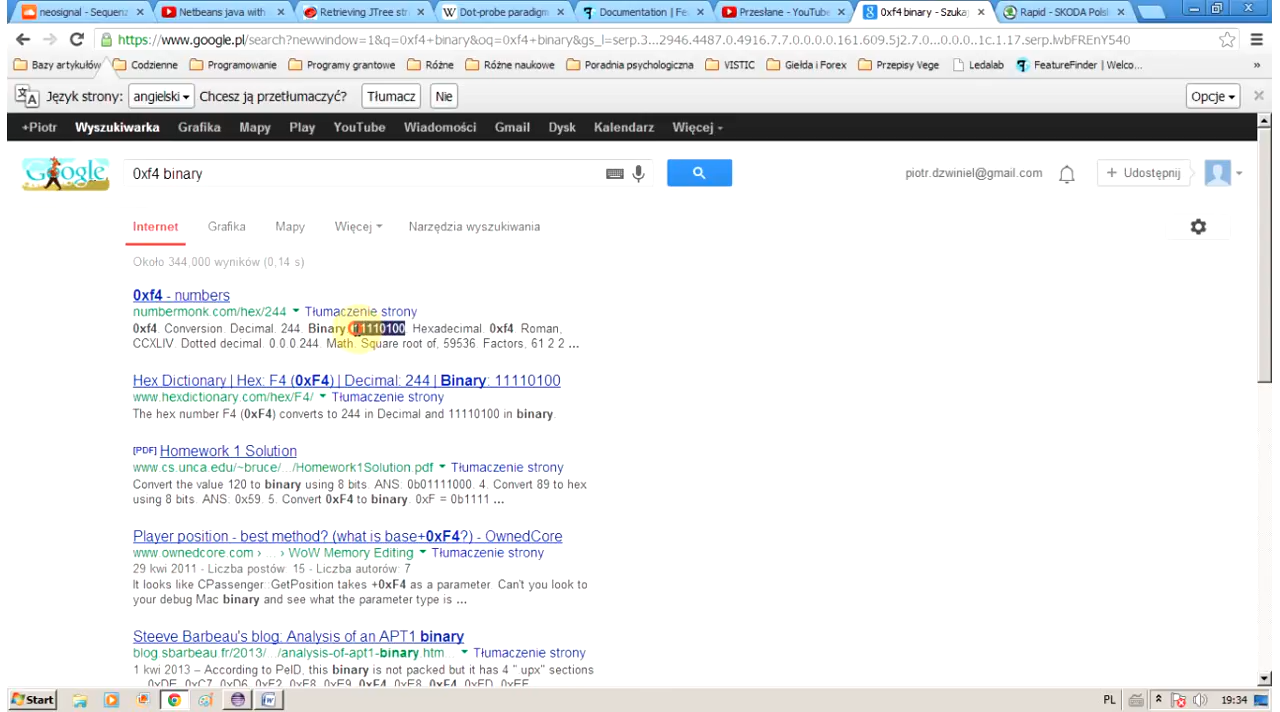 neosignal - Sequenz
Netbeans java with
Retrieving JTree str
Dot-probe paradigm
Documentation | Fea
Przesłane - YouTube
0xf4 binary - Szukaj
Rapid - SKODA Polsk
https://www.google.pl/search?newwindow=1&q=0xf4+binary&oq=0xf4+binary&gs_l=serp.3...2946.4487.0.4916.7.7.0.0.0.0.161.609.5j2.7.0...0.0.0..1c.1.17.serp.lwbFREnY540
Bazy artykułów Codzienne Programowanie Programy grantowe Różne Różne naukowe Poradnia psychologiczna VISTIC Giełda i Forex Przepisy Vege Ledalab FeatureFinder | Welco... »
Język strony: angielski Chcesz ją przetłumaczyć? Tłumacz Nie Opcje
+Piotr Wyszukiwarka Grafika Mapy Play YouTube Wiadomości Gmail Dysk Kalendarz Więcej
Google 0xf4 binary piotr.dzwiniel@gmail.com + Udostępnij
Internet Grafika Mapy Więcej Narzędzia wyszukiwania
Około 344,000 wyników (0,14 s)
0xf4 - numbers
numbermonk.com/hex/244 Tłumaczenie strony
0xf4. Conversion. Decimal. 244. Binary. 11110100. Hexadecimal. 0xf4. Roman,
CCXLIV. Dotted decimal. 0.0.0.244. Math. Square root of, 59536. Factors, 61 2 2 ...
Hex Dictionary | Hex: F4 (0xF4) | Decimal: 244 | Binary: 11110100
www.hexdictionary.com/hex/F4/ Tłumaczenie strony
The hex number F4 (0xF4) converts to 244 in Decimal and 11110100 in binary.
[PDF] Homework 1 Solution
www.cs.unca.edu/~bruce/.../Homework1Solution.pdf Tłumaczenie strony
Convert the value 120 to binary using 8 bits. ANS: 0b01111000. 4. Convert 89 to hex
using 8 bits. ANS. 0x59. 5. Convert 0xF4 to binary. 0xF = 0b1111 ...
Player position - best method? (what is base+0xF4?) - OwnedCore
www.ownedcore.com › ... › WoW Memory Editing Tłumaczenie strony
29 kwi 2011 - Liczba postów: 15 - Liczba autorów: 7
It looks like CPassenger::GetPosition takes +0xF4 as a parameter. Can't you look to
your debug Mac binary and see what the parameter type is ...
Steeve Barbeau's blog: Analysis of an APT1 binary
blog.sbarbeau.fr/2013/.../analysis-of-apt1-binary.htm... Tłumaczenie strony
1 kwi 2013 – According to PeID, this binary is not packed but it has 4 " upx" sections
Start PL 19:34